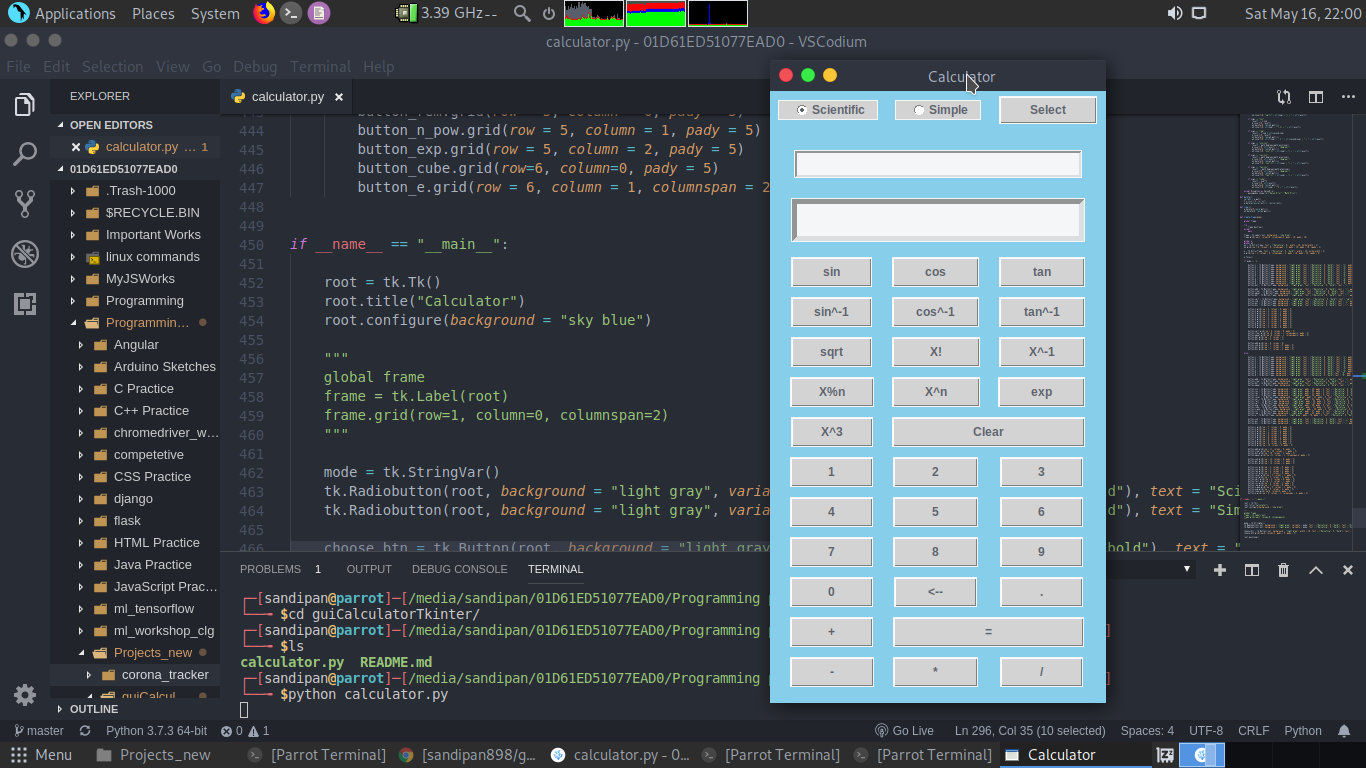 Applications Places System 3.39 GHz-- Sat May 16, 22:00
calculator.py - 01D61ED51077EAD0 - VSCodium
File Edit Selection View Go Debug Terminal Help
EXPLORER
OPEN EDITORS
calculator.py ... 1
01D61ED51077EAD0
.Trash-1000
$RECYCLE.BIN
Important Works
linux commands
MyJSWorks
Programming
Programmin...
Angular
Arduino Sketches
C Practice
C++ Practice
chromedriver_w...
competetive
CSS Practice
django
flask
HTML Practice
Java Practice
JavaScript Prac...
ml_tensorflow
ml_workshop_clg
Projects_new
corona_tracker
guiCalcul
OUTLINE
calculator.py
444 button_n_pow.grid(row = 5, column = 1, pady = 5)
445 button_exp.grid(row = 5, column = 2, pady = 5)
446 button_cube.grid(row=6, column=0, pady = 5)
447 button_e.grid(row = 6, column = 1, columnspan = 2
448
449
450 if __name__ == "__main__":
451
452 root = tk.Tk()
453 root.title("Calculator")
454 root.configure(background = "sky blue")
455
456 """
457 global frame
458 frame = tk.Label(root)
459 frame.grid(row=1, column=0, columnspan=2)
460 """
461
462 mode = tk.StringVar()
463 tk.Radiobutton(root, background = "light gray", varia d"), text = "Sci
464 tk.Radiobutton(root, background = "light gray", varia d"), text = "Sim
465
466 choose_btn = tk.Button(root, background = "light gray bold"), text = "
PROBLEMS 1 OUTPUT DEBUG CONSOLE TERMINAL
[sandipan@parrot]─[/media/sandipan/01D61ED51077EAD0/Programming
$cd guiCalculatorTkinter/
[sandipan@parrot]─[/media/sandipan/01D61ED51077EAD0/Programming ]
$ls
calculator.py README.md
[sandipan@parrot]─[/media/sandipan/01D61ED51077EAD0/Programming ]
$python calculator.py
Calculator
Scientific Simple Select
sin cos tan
sin^-1 cos^-1 tan^-1
sqrt X! X^-1
X%n X^n exp
X^3 Clear
1 2 3
4 5 6
7 8 9
0 <-- .
+ =
- * /
master Python 3.7.3 64-bit 0 1 Go Live Ln 296, Col 35 (10 selected) Spaces: 4 UTF-8 CRLF Python
Menu Projects_new [Parrot Terminal] [sandipan898/g... calculator.py - 0... [Parrot Terminal] [Parrot Terminal] Calculator